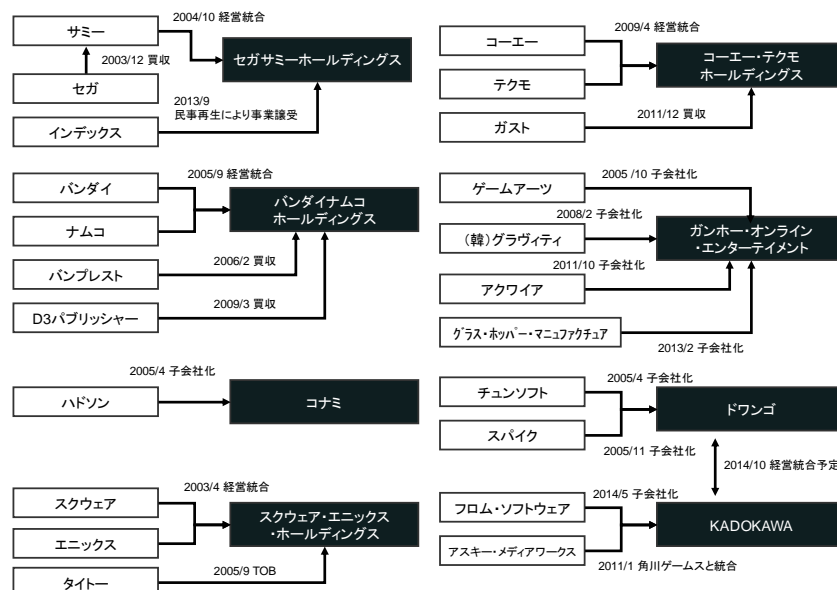 サミー
2004/10 経営統合
セガサミーホールディングス
2003/12 買収
セガ
2013/9
民事再生により事業譲受
インデックス
コーエー
2009/4 経営統合
コーエー・テクモ
ホールディングス
テクモ
2011/12 買収
ガスト
バンダイ
2005/9 経営統合
バンダイナムコ
ホールディングス
ナムコ
バンプレスト
2006/2 買収
2009/3 買収
D3パブリッシャー
ゲームアーツ
2005 /10 子会社化
2008/2 子会社化
(韓)グラヴィティ
ガンホー・オンライン
・エンターテイメント
2011/10 子会社化
アクワイア
グラス・ホッパー・マニュファクチュア
2013/2 子会社化
2005/4 子会社化
ハドソン
コナミ
チュンソフト
2005/4 子会社化
ドワンゴ
スパイク
2005/11 子会社化
2014/10 経営統合予定
スクウェア
2003/4 経営統合
スクウェア・エニックス
・ホールディングス
エニックス
タイトー
2005/9 TOB
フロム・ソフトウェア
2014/5 子会社化
KADOKAWA
アスキー・メディアワークス
2011/1 角川ゲームスと統合